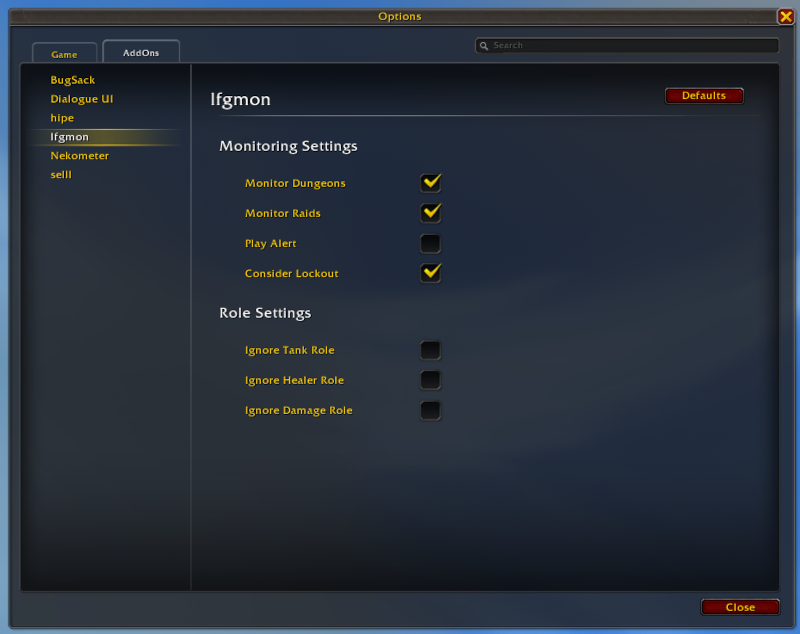 Options
Game
AddOns
Search
BugSack
Dialogue UI
hipe
lfgmon
Nekometer
selll
lfgmon
Defaults
Monitoring Settings
Monitor Dungeons
Monitor Raids
Play Alert
Consider Lockout
Role Settings
Ignore Tank Role
Ignore Healer Role
Ignore Damage Role
Close